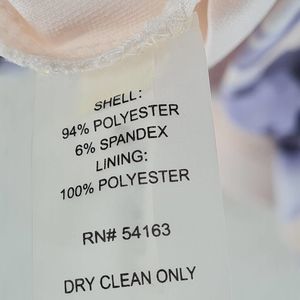 SHELL:
94% POLYESTER
6% SPANDEX
LINING:
100% POLYESTER
RN# 54163
DRY CLEAN ONLY